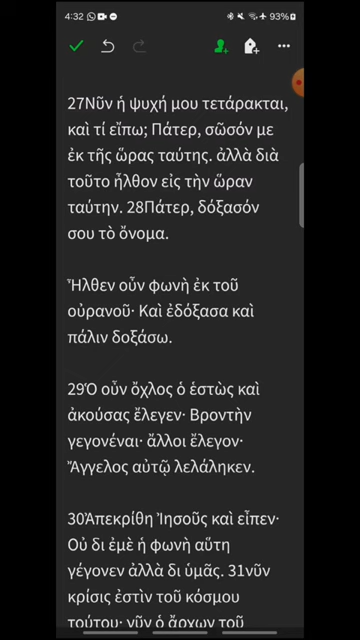 4:32
93%
27Νῦν ἡ ψυχή μου τετάρακται,
καὶ τί εἴπω; Πάτερ, σῶσόν με
ἐκ τῆς ὥρας ταύτης. ἀλλὰ διὰ
τοῦτο ἦλθον εἰς τὴν ὥραν
ταύτην. 28Πάτερ, δόξασόν
σου τὸ ὄνομα.
Ἦλθεν οὖν φωνὴ ἐκ τοῦ
οὐρανοῦ· Καὶ ἐδόξασα καὶ
πάλιν δοξάσω.
29Ὁ οὖν ὄχλος ὁ ἑστὼς καὶ
ἀκούσας ἔλεγεν· Βροντὴν
γεγονέναι· ἄλλοι ἔλεγον·
Ἄγγελος αὐτῷ λελάληκεν.
30Ἀπεκρίθη Ἰησοῦς καὶ εἶπεν·
Οὐ δι ἐμὲ ἡ φωνὴ αὕτη
γέγονεν ἀλλὰ δι ὑμᾶς. 31νῦν
κρίσις ἐστὶν τοῦ κόσμου
τούτου· νῦν ὁ ἄρχων τοῦ